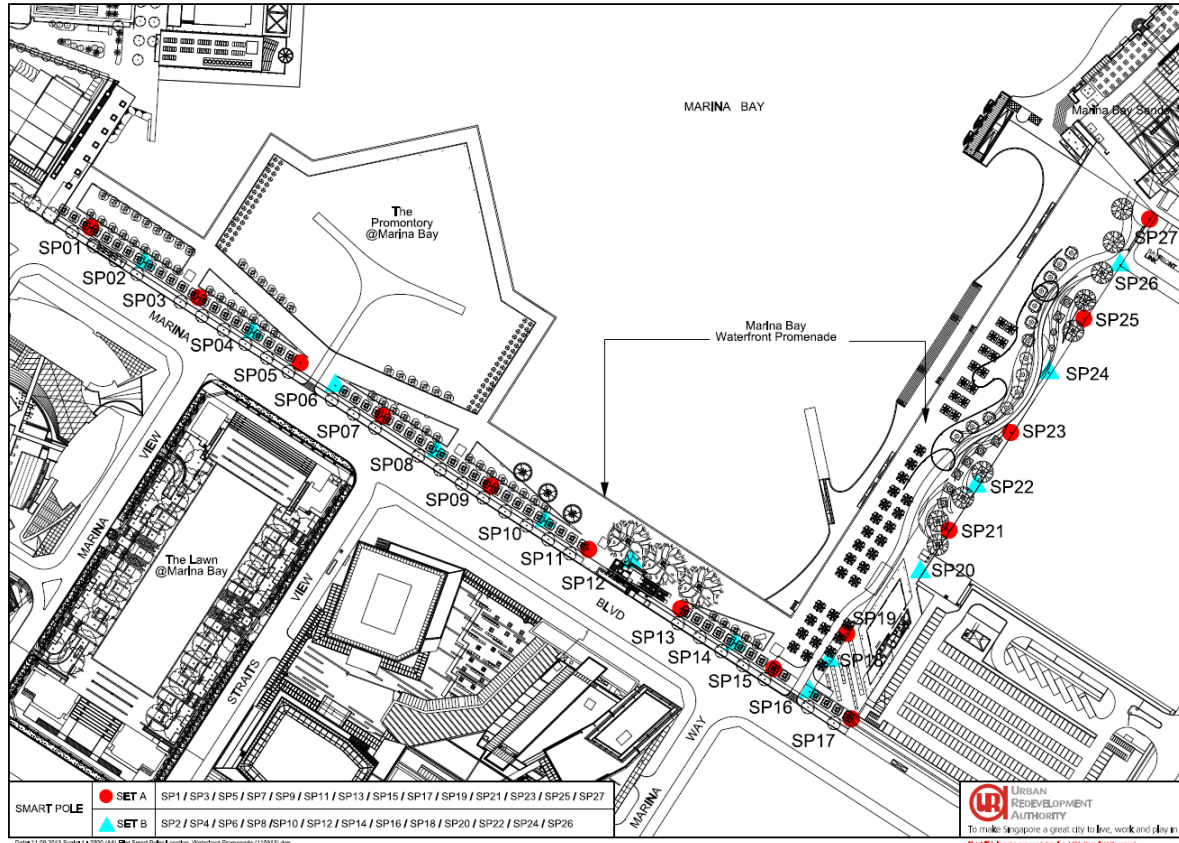 MARINA BAY
Marina Bay Sands
The
Promontory
@Marina Bay
SP01
SP02
SP03
MARINA
SP04
SP05
SP06
SP07
SP08
SP09
SP10
SP11
SP12
BLVD
SP13
SP14
SP15
SP16
SP17
SP18
SP19
SP20
SP21
SP22
SP23
SP24
SP25
SP26
SP27
Marina Bay
Waterfront Promenade
VIEW
MARINA
The Lawn
@Marina Bay
VIEW
STRAITS
WAY
MARINA
SMART POLE
SET A SP1 / SP3 / SP5 / SP7 / SP9 / SP11 / SP13 / SP15 / SP17 / SP19 / SP21 / SP23 / SP25 / SP27
SET B SP2 / SP4 / SP6 / SP8 /SP10 / SP12 / SP14 / SP16 / SP18 / SP20 / SP22 / SP24 / SP26
URBAN
REDEVELOPMENT
AUTHORITY
To make Singapore a great city to live, work and play in